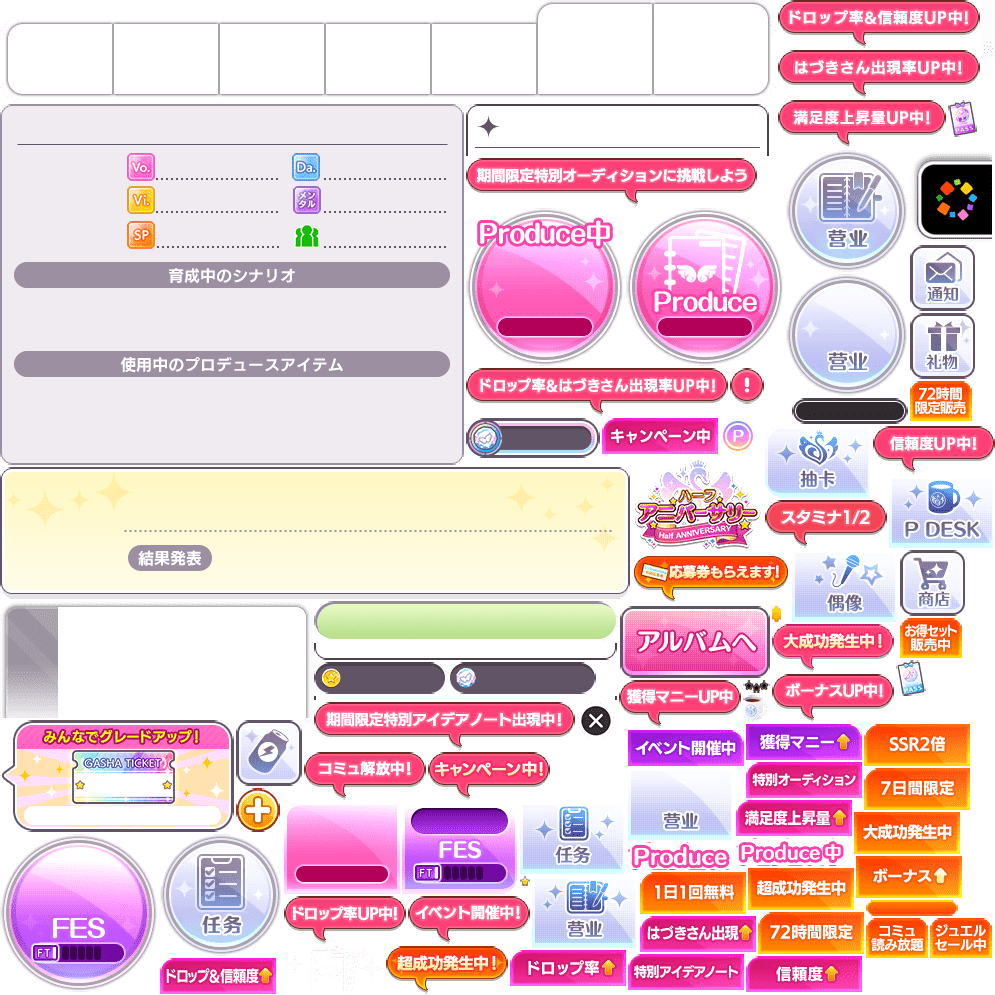 ドロップ率&信頼度UP中!
はづきさん出現率UP中!
満足度上昇量UP中!
PASS
Vo.
Da.
Vi.
メンタル
SP
育成中のシナリオ
使用中のプロデュースアイテム
期間限定特別オーディションに挑戦しよう
Produce中
Produce
营业
通知
营业
礼物
ドロップ率&はづきさん出現率UP中!
!
72時間
限定販売
キャンペーン中
P
信頼度UP中!
抽卡
ハーフ
アニバーサリー
Half ANNIVERSARY
スタミナ1/2
P DESK
結果発表
応募券もらえます!
偶像
商店
アルバムへ
大成功発生中!
お得セット
販売中
獲得マニーUP中
ボーナスUP中!
PASS
期間限定特別アイデアノート出現中!
みんなでグレードアップ!
GASHA TICKET
コミュ解放中!
キャンペーン中!
イベント開催中
獲得マニー
SSR2倍
特別オーディション
7日間限定
营业
満足度上昇量
大成功発生中
FES
FT
任务
Produce
Produce 中
ボーナス
1日1回無料
超成功発生中
ドロップ率UP中!
イベント開催中!
营业
はづきさん出現
72時間限定
コミュ
読み放題
ジュエル
セール中
FES
FT
任务
ドロップ&信頼度
超成功発生中!
ドロップ率
特別アイデアノート
信頼度